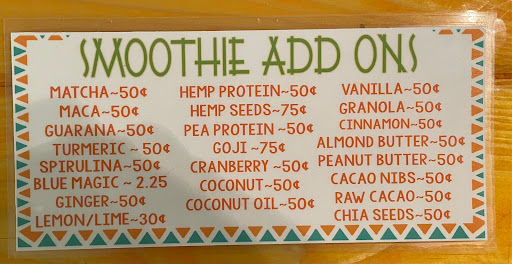 SMOOTHIE ADD ONS
MATCHA~50¢
MACA~50¢
GUARANA~50¢
TURMERIC ~ 50¢
SPIRULINA~50¢
BLUE MAGIC ~ 2.25
GINGER~50¢
LEMON/LIME~30¢
HEMP PROTEIN~50¢
HEMP SEEDS~75¢
PEA PROTEIN ~50¢
GOJI ~75¢
CRANBERRY ~50¢
COCONUT~50¢
COCONUT OIL~50¢
VANILLA~50¢
GRANOLA~50¢
CINNAMON~50¢
ALMOND BUTTER~50¢
PEANUT BUTTER~50¢
CACAO NIBS~50¢
RAW CACAO~50¢
CHIA SEEDS~50¢